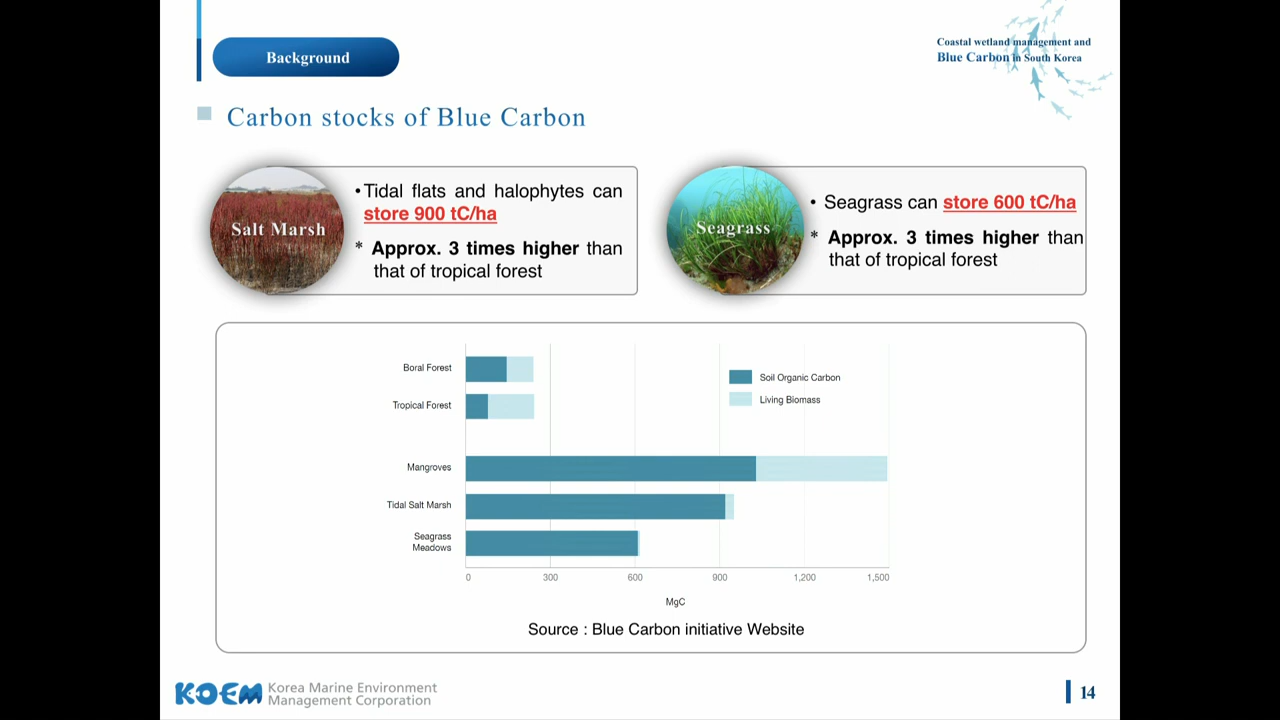 Background
Coastal wetland management and
Blue Carbon in South Korea
Carbon stocks of Blue Carbon
Salt Marsh
•Tidal flats and halophytes can
store 900 tC/ha
* Approx. 3 times higher than
that of tropical forest
Seagrass
• Seagrass can store 600 tC/ha
* Approx. 3 times higher than
that of tropical forest
Boral Forest
Tropical Forest
Mangroves
Tidal Salt Marsh
Seagrass
Meadows
Soil Organic Carbon
Living Biomass
0 300 600 900 1,200 1,500
MgC
Source : Blue Carbon initiative Website
KOEM
Korea Marine Environment
Management Corporation
14